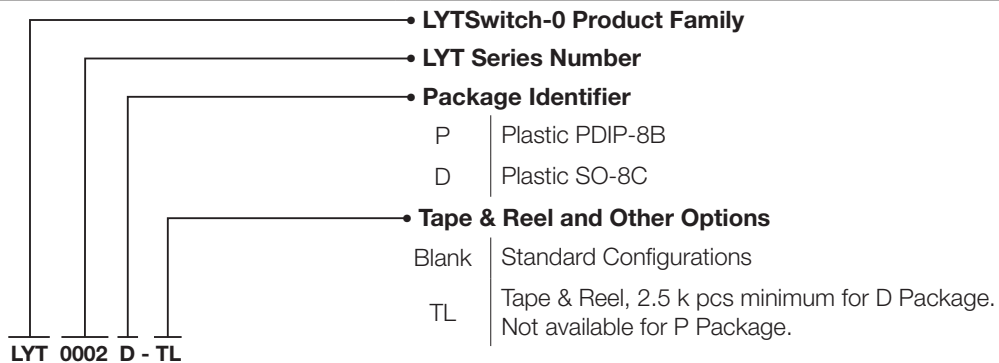 LYTSwitch-0 Product Family
LYT Series Number
Package Identifier
P Plastic PDIP-8B
D Plastic SO-8C
Tape & Reel and Other Options
Blank Standard Configurations
TL Tape & Reel, 2.5 k pcs minimum for D Package.
Not available for P Package.
LYT 0002 D - TL